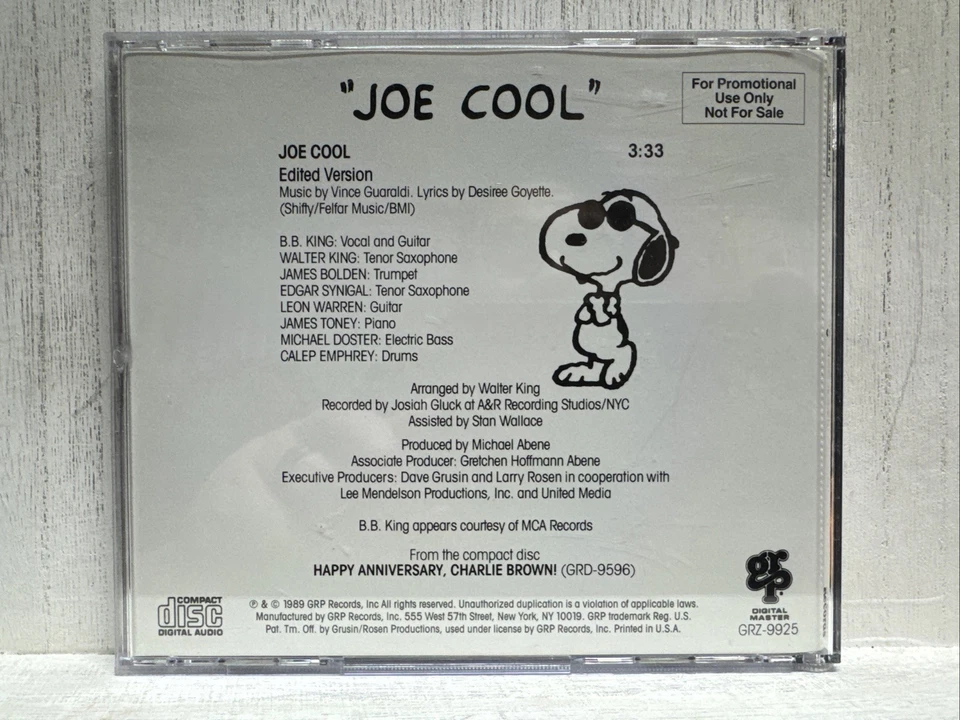 "JOE COOL"
For Promotional
Use Only
Not For Sale
JOE COOL 3:33
Edited Version
Music by Vince Guaraldi. Lyrics by Desirée Goyette.
(Shifty/Felfar Music/BMI)
B.B. KING: Vocal and Guitar
WALTER KING: Tenor Saxophone
JAMES BOLDEN: Trumpet
EDGAR SYNIGAL: Tenor Saxophone
LEON WARREN: Guitar
JAMES TONEY: Piano
MICHAEL DOSTER: Electric Bass
CALEP EMPHREY: Drums
Arranged by Walter King
Recorded by Josiah Gluck at A&R Recording Studios/NYC
Assisted by Stan Wallace
Produced by Michael Abene
Associate Producer: Gretchen Hoffmann Abene
Executive Producers: Dave Grusin and Larry Rosen in cooperation with
Lee Mendelson Productions, Inc. and United Media
B.B. King appears courtesy of MCA Records
From the compact disc
HAPPY ANNIVERSARY, CHARLIE BROWN! (GRD-9596)
COMPACT
disc
DIGITAL AUDIO
℗ & © 1989 GRP Records, Inc All rights reserved. Unauthorized duplication is a violation of applicable laws.
Manufactured by GRP Records, Inc. 555 West 57th Street, New York, NY 10019. GRP trademark Reg. U.S.
Pat. Tm. Off. by Grusin/Rosen Productions, used under license by GRP Records, Inc. Printed in U.S.A.
grp
DIGITAL
MASTER
GRZ-9925